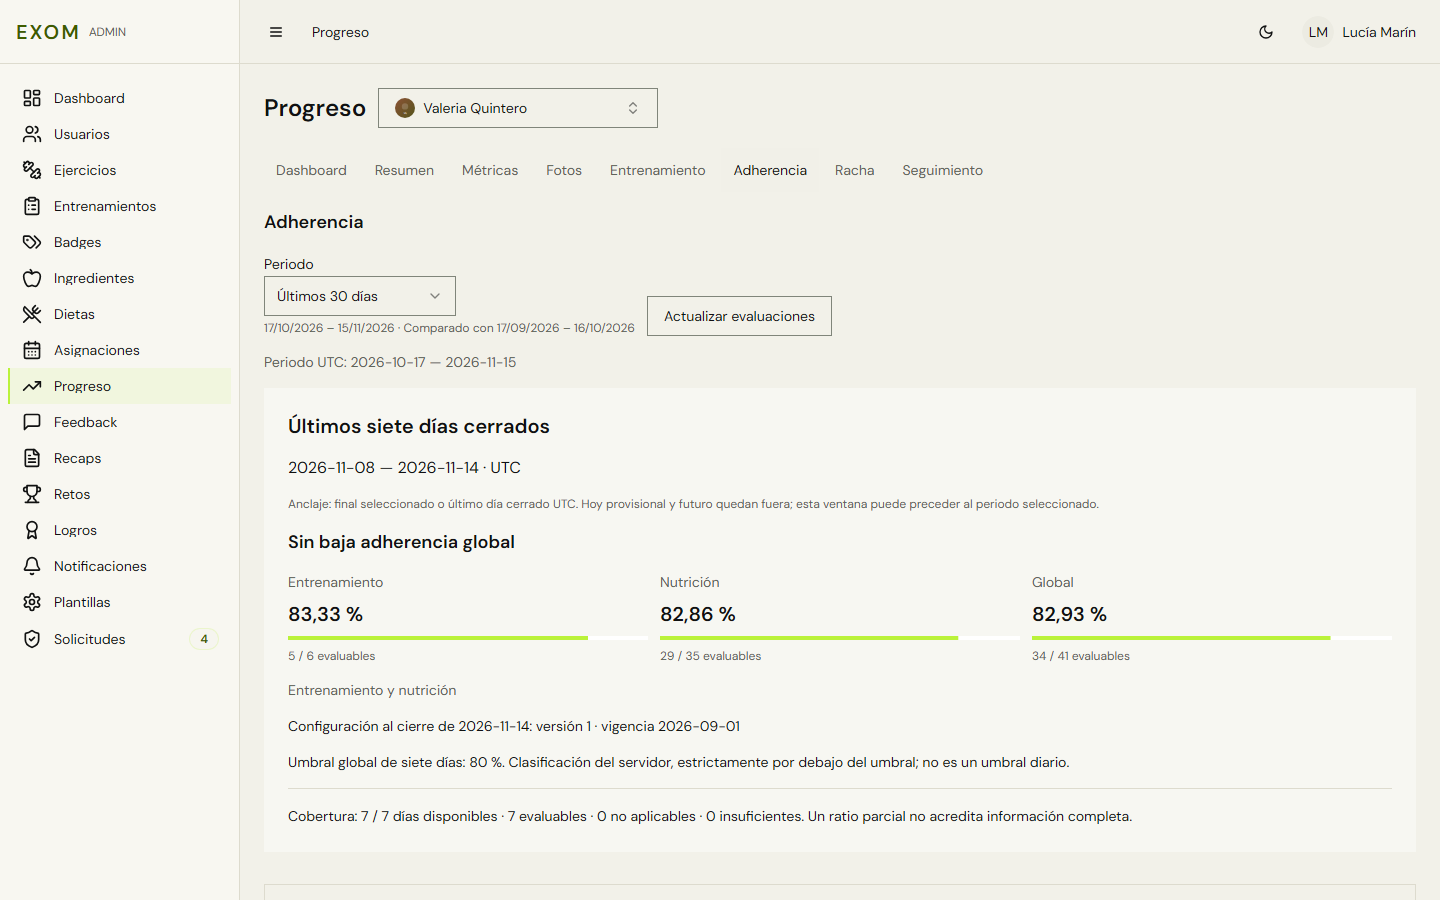 EXOM ADMIN
Progreso
LM Lucía Marín
Dashboard
Usuarios
Ejercicios
Entrenamientos
Badges
Ingredientes
Dietas
Asignaciones
Progreso
Feedback
Recaps
Retos
Logros
Notificaciones
Plantillas
Solicitudes 4
Progreso Valeria Quintero
Dashboard Resumen Métricas Fotos Entrenamiento Adherencia Racha Seguimiento
Adherencia
Periodo
Últimos 30 días
17/10/2026 – 15/11/2026 · Comparado con 17/09/2026 – 16/10/2026
Actualizar evaluaciones
Periodo UTC: 2026-10-17 — 2026-11-15
Últimos siete días cerrados
2026-11-08 — 2026-11-14 · UTC
Anclaje: final seleccionado o último día cerrado UTC. Hoy provisional y futuro quedan fuera; esta ventana puede preceder al periodo seleccionado.
Sin baja adherencia global
Entrenamiento Nutrición Global
83,33 % 82,86 % 82,93 %
5 / 6 evaluables 29 / 35 evaluables 34 / 41 evaluables
Entrenamiento y nutrición
Configuración al cierre de 2026-11-14: versión 1 · vigencia 2026-09-01
Umbral global de siete días: 80 %. Clasificación del servidor, estrictamente por debajo del umbral; no es un umbral diario.
Cobertura: 7 / 7 días disponibles · 7 evaluables · 0 no aplicables · 0 insuficientes. Un ratio parcial no acredita información completa.